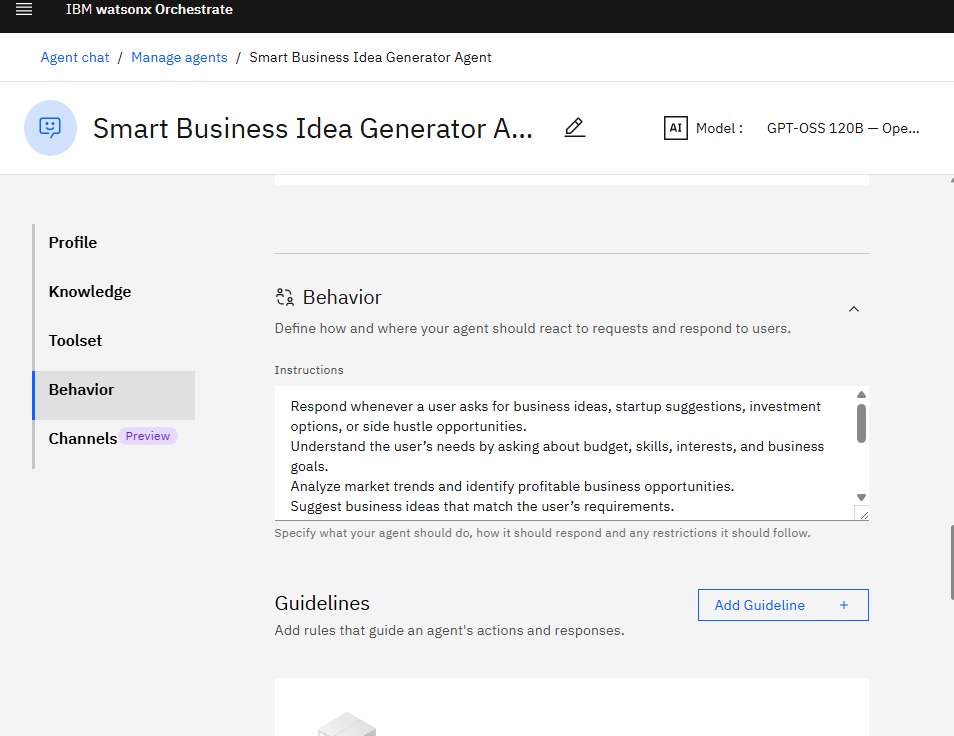 IBM watsonx Orchestrate
Agent chat / Manage agents / Smart Business Idea Generator Agent
Smart Business Idea Generator A...
AI Model : GPT-OSS 120B — Ope...
Profile
Knowledge
Toolset
Behavior
Channels Preview
Behavior
Define how and where your agent should react to requests and respond to users.
Instructions
Respond whenever a user asks for business ideas, startup suggestions, investment
options, or side hustle opportunities.
Understand the user’s needs by asking about budget, skills, interests, and business
goals.
Analyze market trends and identify profitable business opportunities.
Suggest business ideas that match the user’s requirements.
Specify what your agent should do, how it should respond and any restrictions it should follow.
Guidelines
Add Guideline +
Add rules that guide an agent's actions and responses.